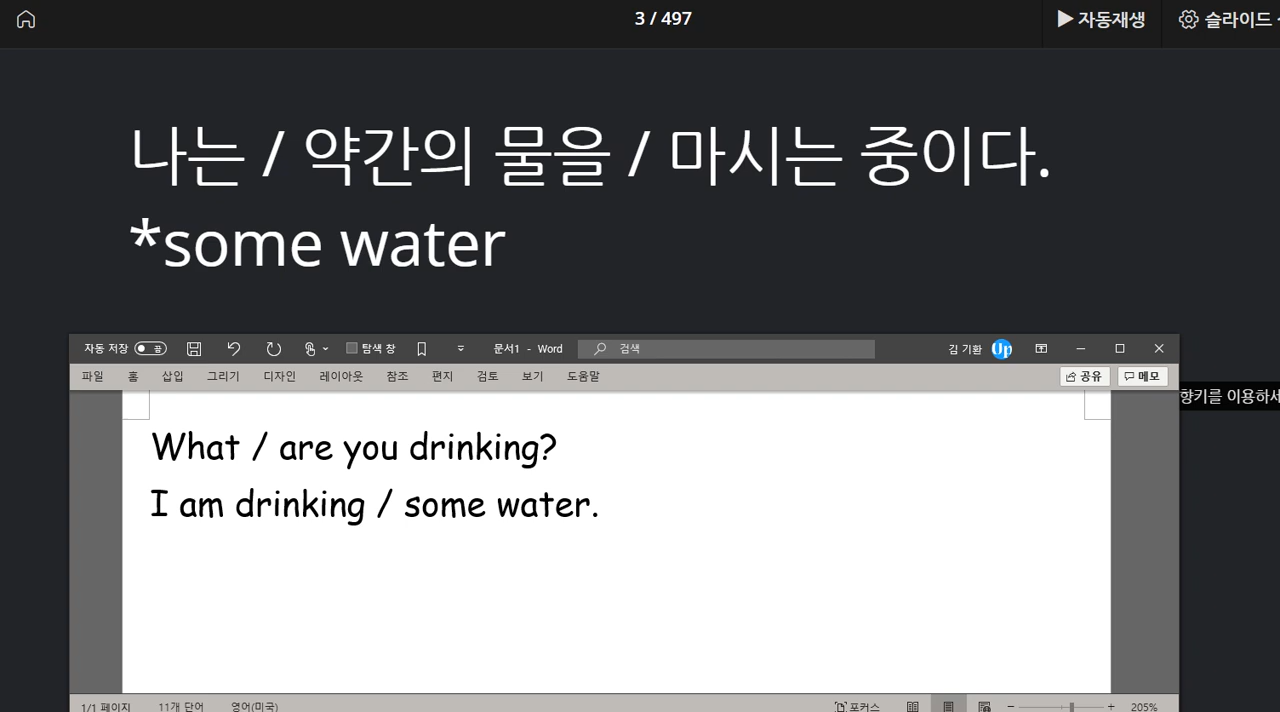 3 / 497
▶ 자동재생
슬라이드
나는 / 약간의 물을 / 마시는 중이다.
*some water
자동 저장 끔
탐색 창
문서1 - Word
검색
김 기환
Up
파일 홈 삽입 그리기 디자인 레이아웃 참조 편지 검토 보기 도움말
공유 메모
향키를 이용하세
What / are you drinking?
I am drinking / some water.
1/1 페이지 11개 단어 영어(미국)
포커스
− + 205%